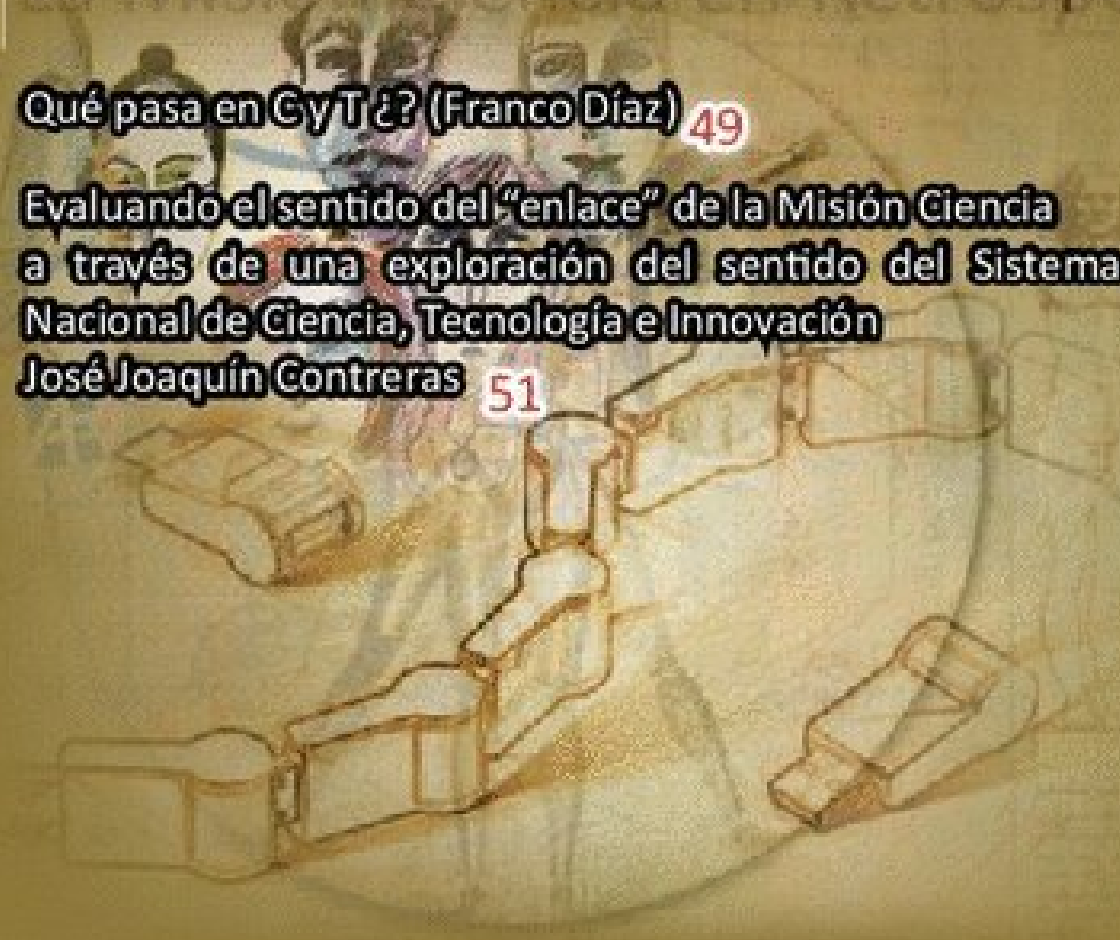 Qué pasa en C y T ¿? (Franco Díaz) 49
Evaluando el sentido del “enlace” de la Misión Ciencia
a través de una exploración del sentido del Sistema
Nacional de Ciencia, Tecnología e Innovación
José Joaquín Contreras 51